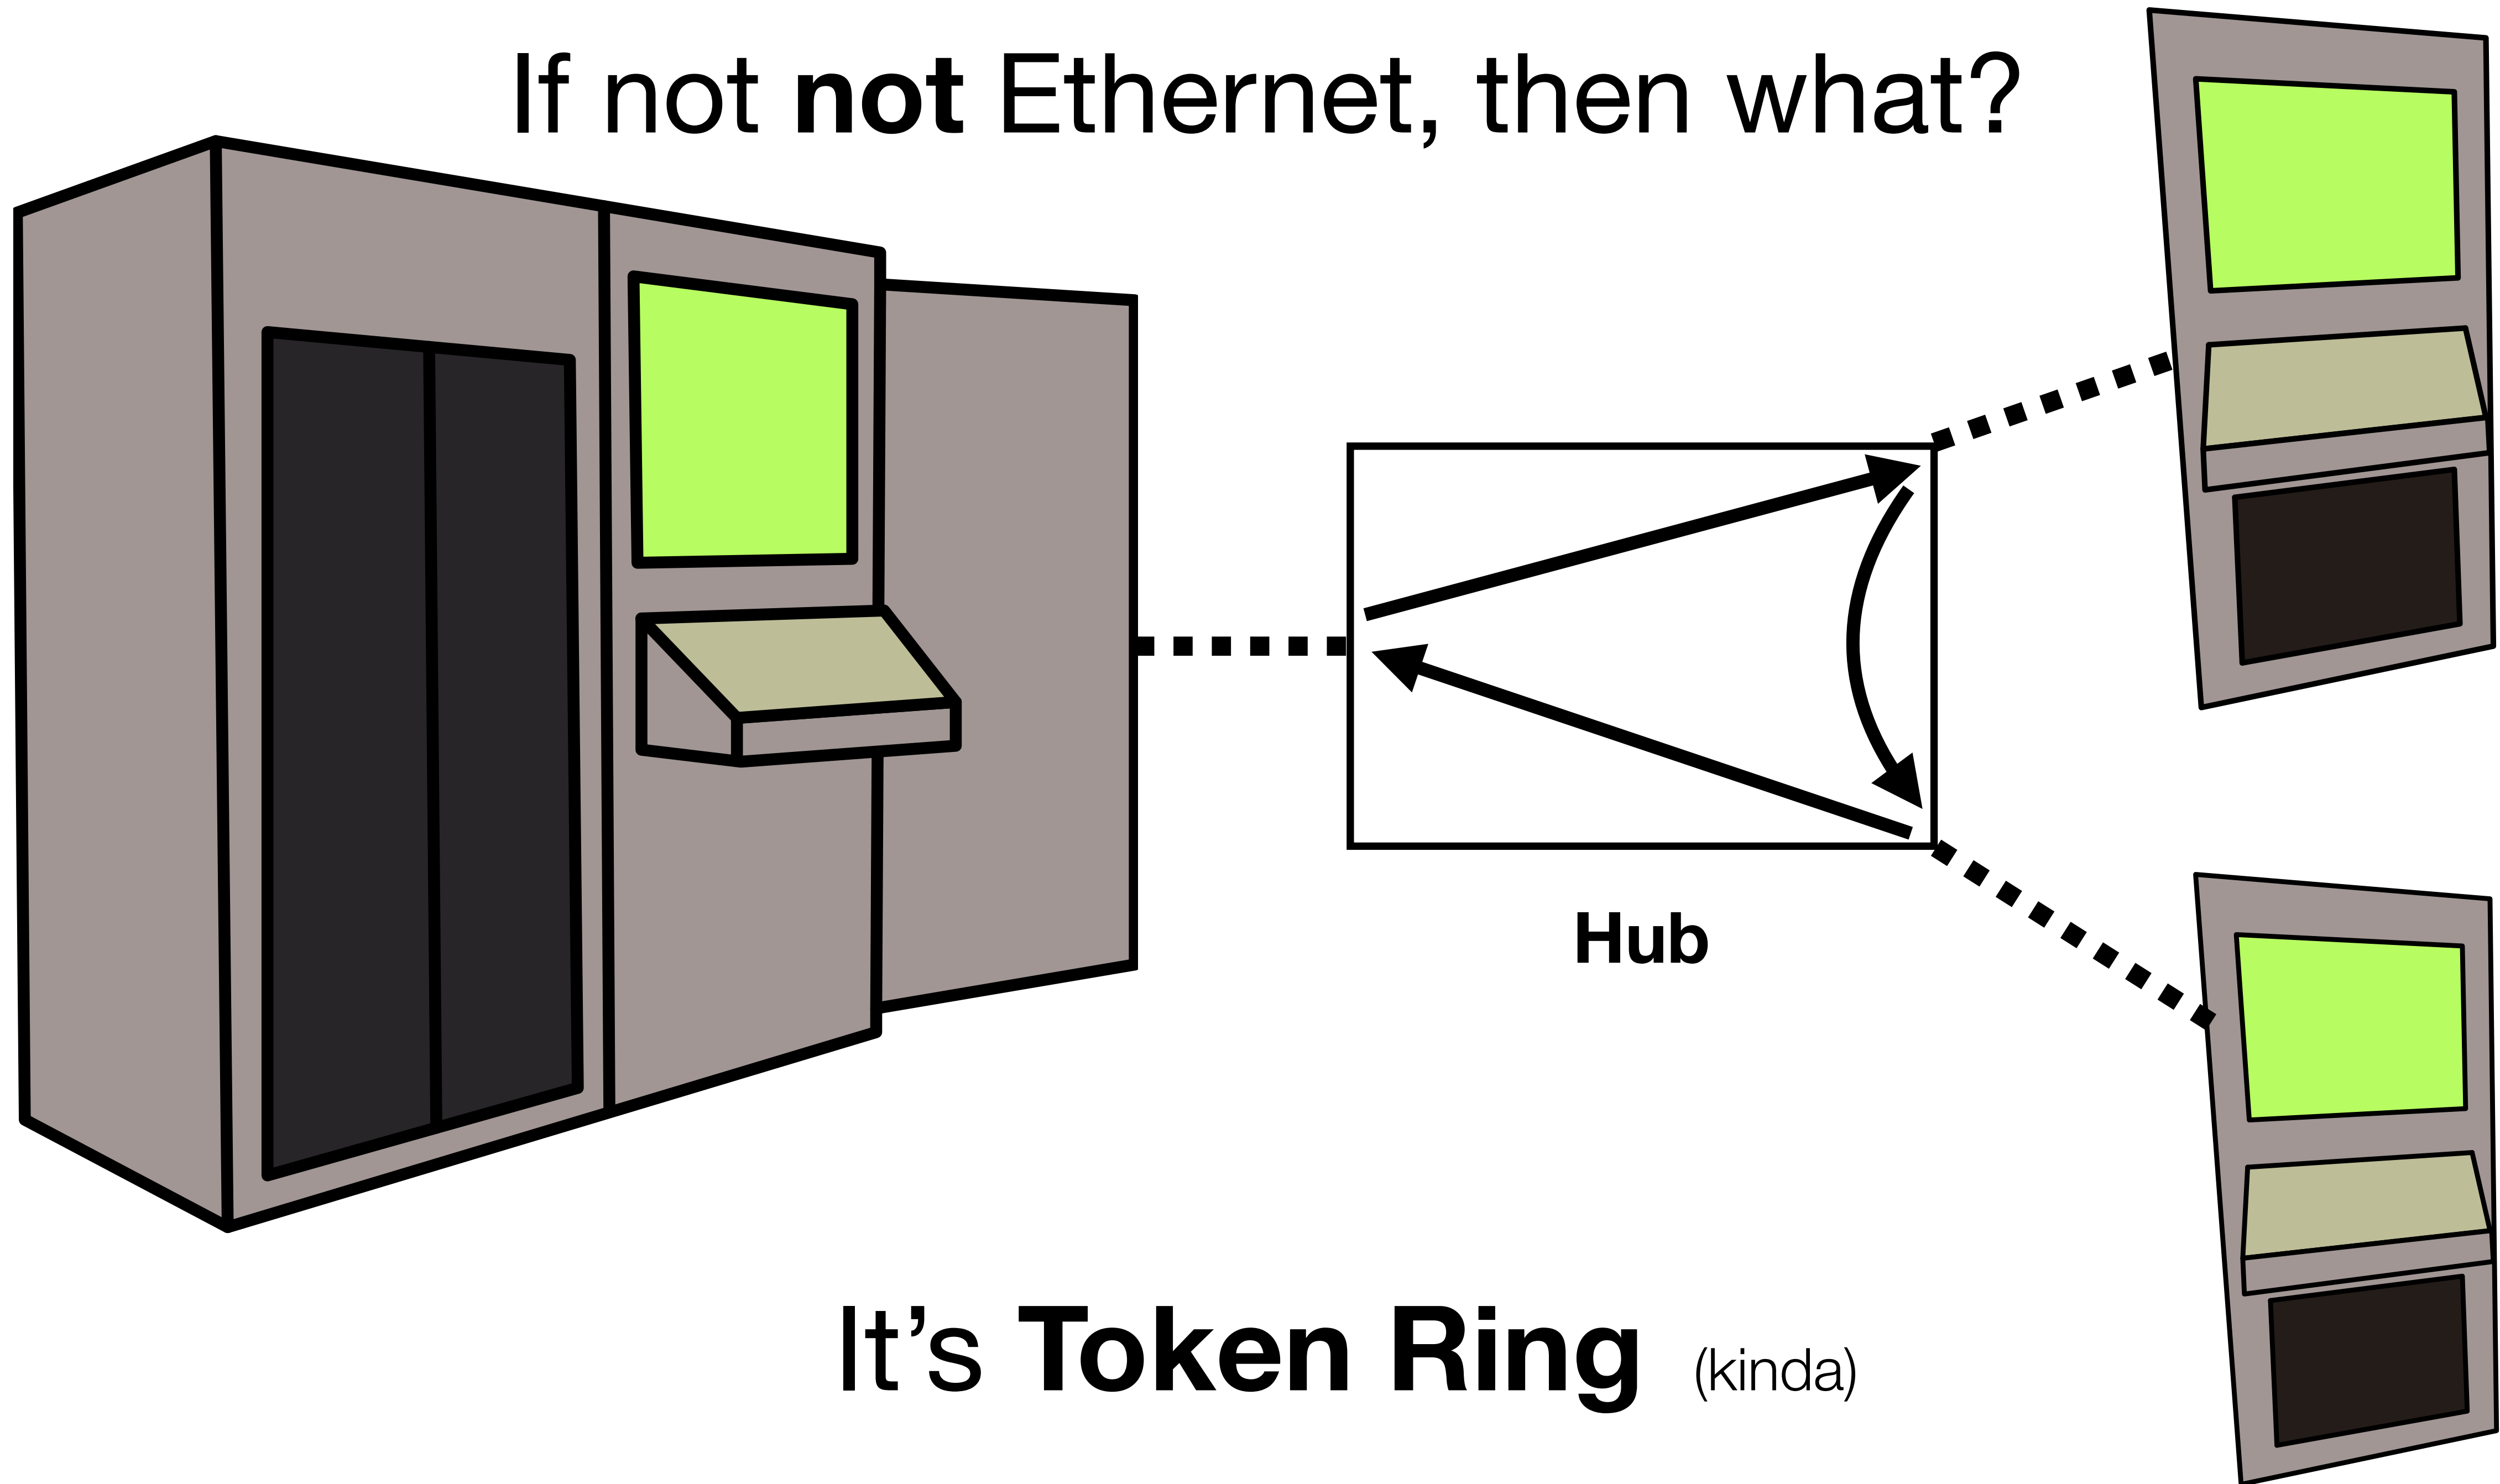 If not not Ethernet, then what?
Hub
It’s Token Ring (kinda)